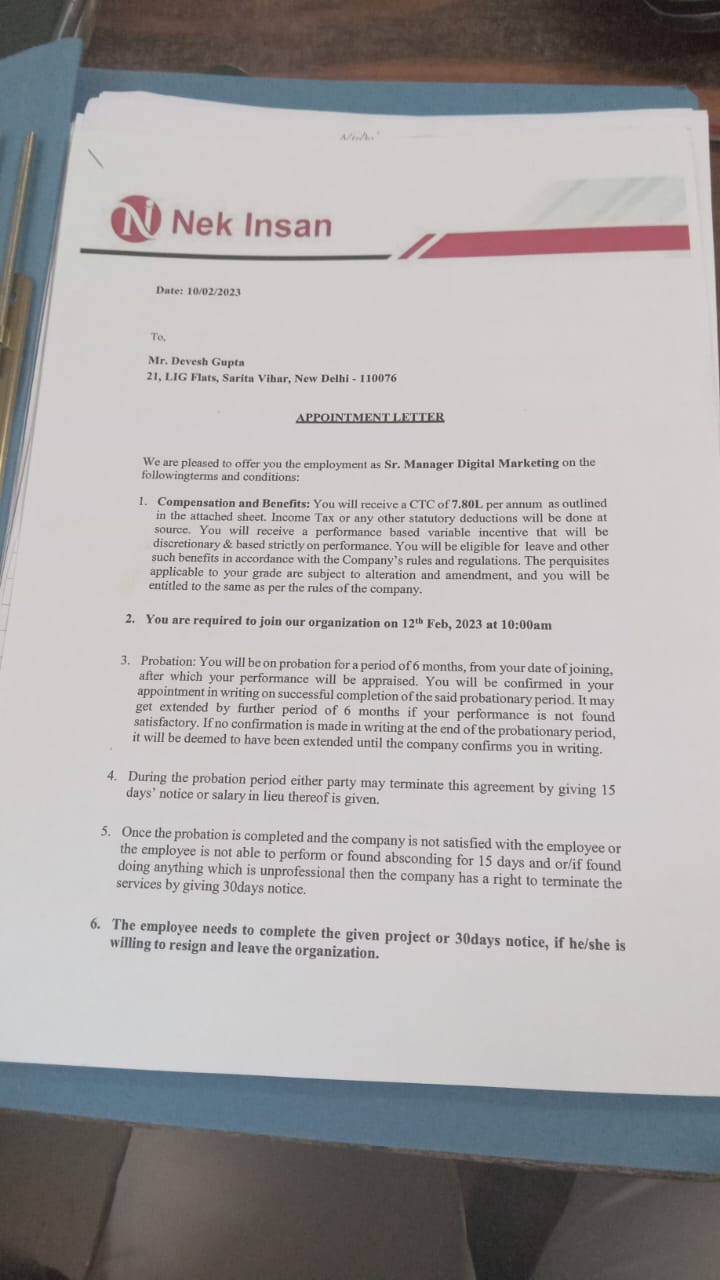 Nek Insan
Date: 10/02/2023
To,
Mr. Devesh Gupta
21, LIG Flats, Sarita Vihar, New Delhi - 110076
APPOINTMENT LETTER
We are pleased to offer you the employment as Sr. Manager Digital Marketing on the
followingterms and conditions:
1. Compensation and Benefits: You will receive a CTC of 7.80L per annum as outlined
in the attached sheet. Income Tax or any other statutory deductions will be done at
source. You will receive a performance based variable incentive that will be
discretionary & based strictly on performance. You will be eligible for leave and other
such benefits in accordance with the Company's rules and regulations. The perquisites
applicable to your grade are subject to alteration and amendment, and you will be
entitled to the same as per the rules of the company.
2. You are required to join our organization on 12th Feb, 2023 at 10:00am
3. Probation: You will be on probation for a period of 6 months, from your date of joining,
after which your performance will be appraised. You will be confirmed in your
appointment in writing on successful completion of the said probationary period. It may
get extended by further period of 6 months if your performance is not found
satisfactory. If no confirmation is made in writing at the end of the probationary period,
it will be deemed to have been extended until the company confirms you in writing.
4. During the probation period either party may terminate this agreement by giving 15
days' notice or salary in lieu thereof is given.
5. Once the probation is completed and the company is not satisfied with the employee or
the employee is not able to perform or found absconding for 15 days and or/if found
doing anything which is unprofessional then the company has a right to terminate the
services by giving 30days notice.
6. The employee needs to complete the given project or 30days notice, if he/she is
willing to resign and leave the organization.